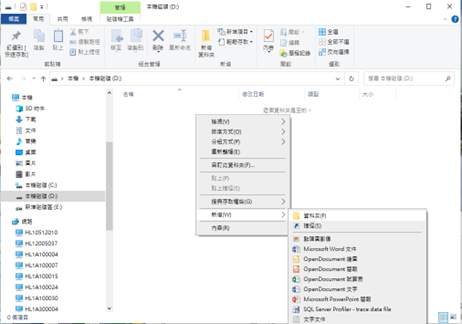 管理
本機磁碟 (D:)
檔案
常用
共用
檢視
磁碟機工具
釘選到 [快速存取]
複製
貼上
剪下
複製路徑
貼上捷徑
移至
複製到
刪除
重新命名
新增資料夾
新增項目
輕鬆存取
內容
開啟
編輯
歷程記錄
全選
全部不選
反向選擇
剪貼簿
組合管理
新增
開啟
選取
本機
本機磁碟 (D:)
搜尋 本機磁碟 (D:)
名稱
修改日期
類型
大小
這個資料夾是空的。
本機
3D 物件
下載
文件
音樂
桌面
圖片
影片
本機磁碟 (C:)
本機磁碟 (D:)
新增磁碟區 (E:)
網路
HL10512010
HL12005037
HL1A100004
HL1A100007
HL1A100015
HL1A100024
HL1A100030
HL1A300004
0 個項目
檢視(V)
排序方式(O)
分組方式(P)
重新整理(E)
自訂此資料夾(F)...
貼上(P)
貼上捷徑(S)
授與存取權給(G)
新增(W)
內容(R)
資料夾(F)
捷徑(S)
點陣圖影像
Microsoft Word 文件
OpenDocument 繪圖
OpenDocument 簡報
OpenDocument 試算表
OpenDocument 文字
Microsoft PowerPoint 簡報
SQL Server Profiler - trace data file
文字文件